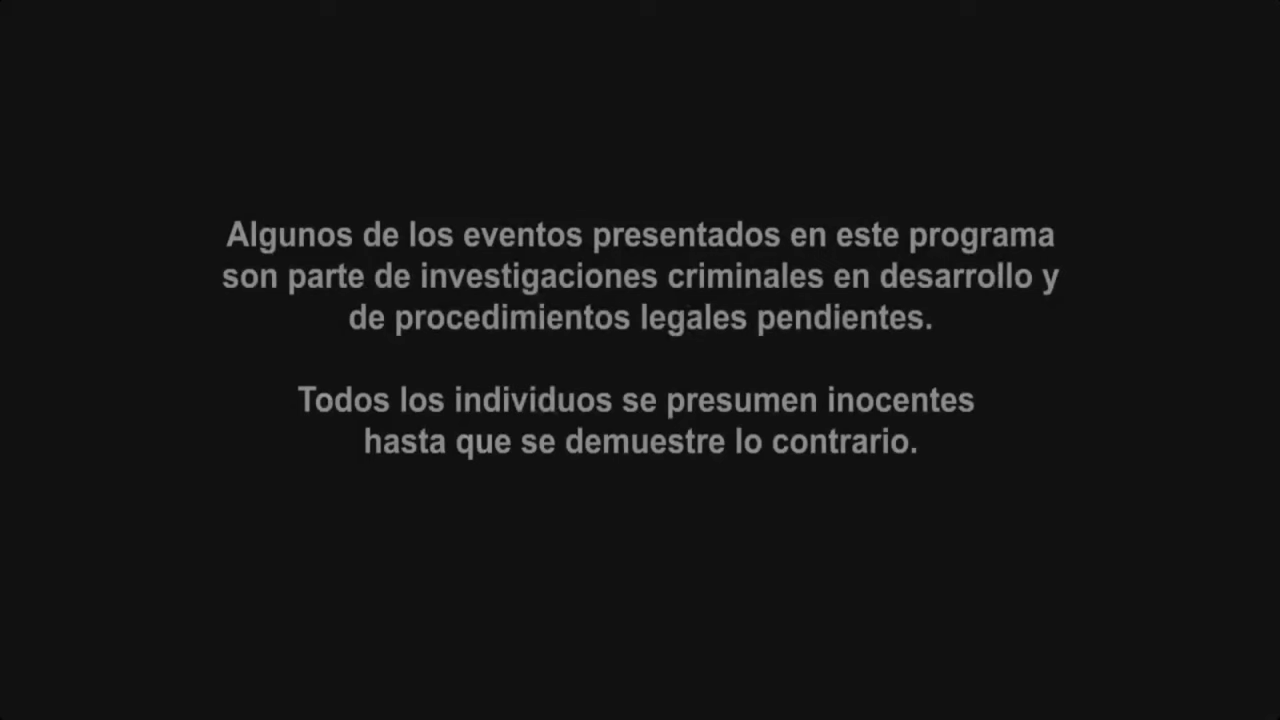 Algunos de los eventos presentados en este programa
son parte de investigaciones criminales en desarrollo y
de procedimientos legales pendientes.
Todos los individuos se presumen inocentes
hasta que se demuestre lo contrario.